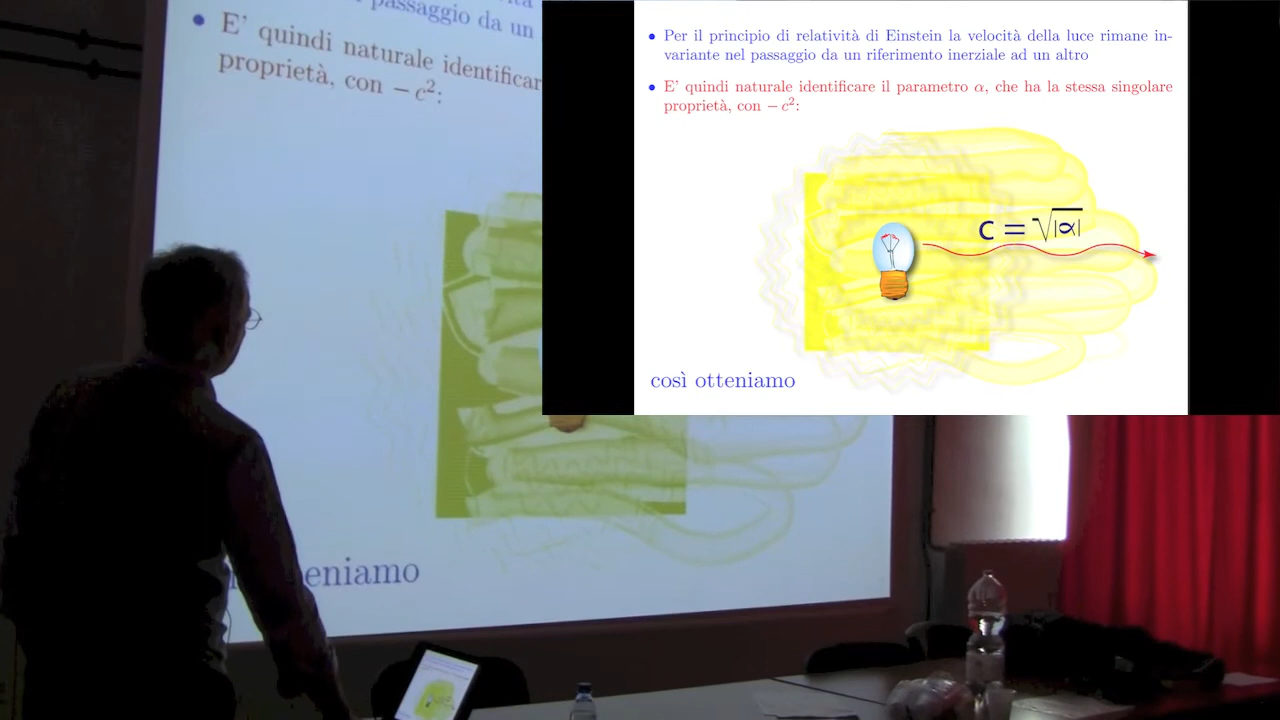 passaggio da un
• E' quindi naturale identificar
proprietà, con − c²:
eniamo
• Per il principio di relatività di Einstein la velocità della luce rimane in-
variante nel passaggio da un riferimento inerziale ad un altro
• E' quindi naturale identificare il parametro α, che ha la stessa singolare
proprietà, con − c²:
c = √|α|
così otteniamo